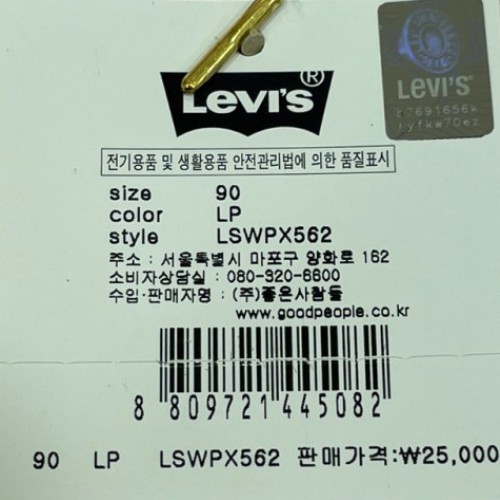 LEVI'S®
LEVI'S
b7691656k
iyfkw70ez
전기용품 및 생활용품 안전관리법에 의한 품질표시
size 90
color LP
style LSWPX562
주소 : 서울특별시 마포구 양화로 162
소비자상담실 : 080-320-6600
수입·판매자명 : (주)좋은사람들
www.goodpeople.co.kr
8 809721 445082
90 LP LSWPX562 판매가격:₩25,000